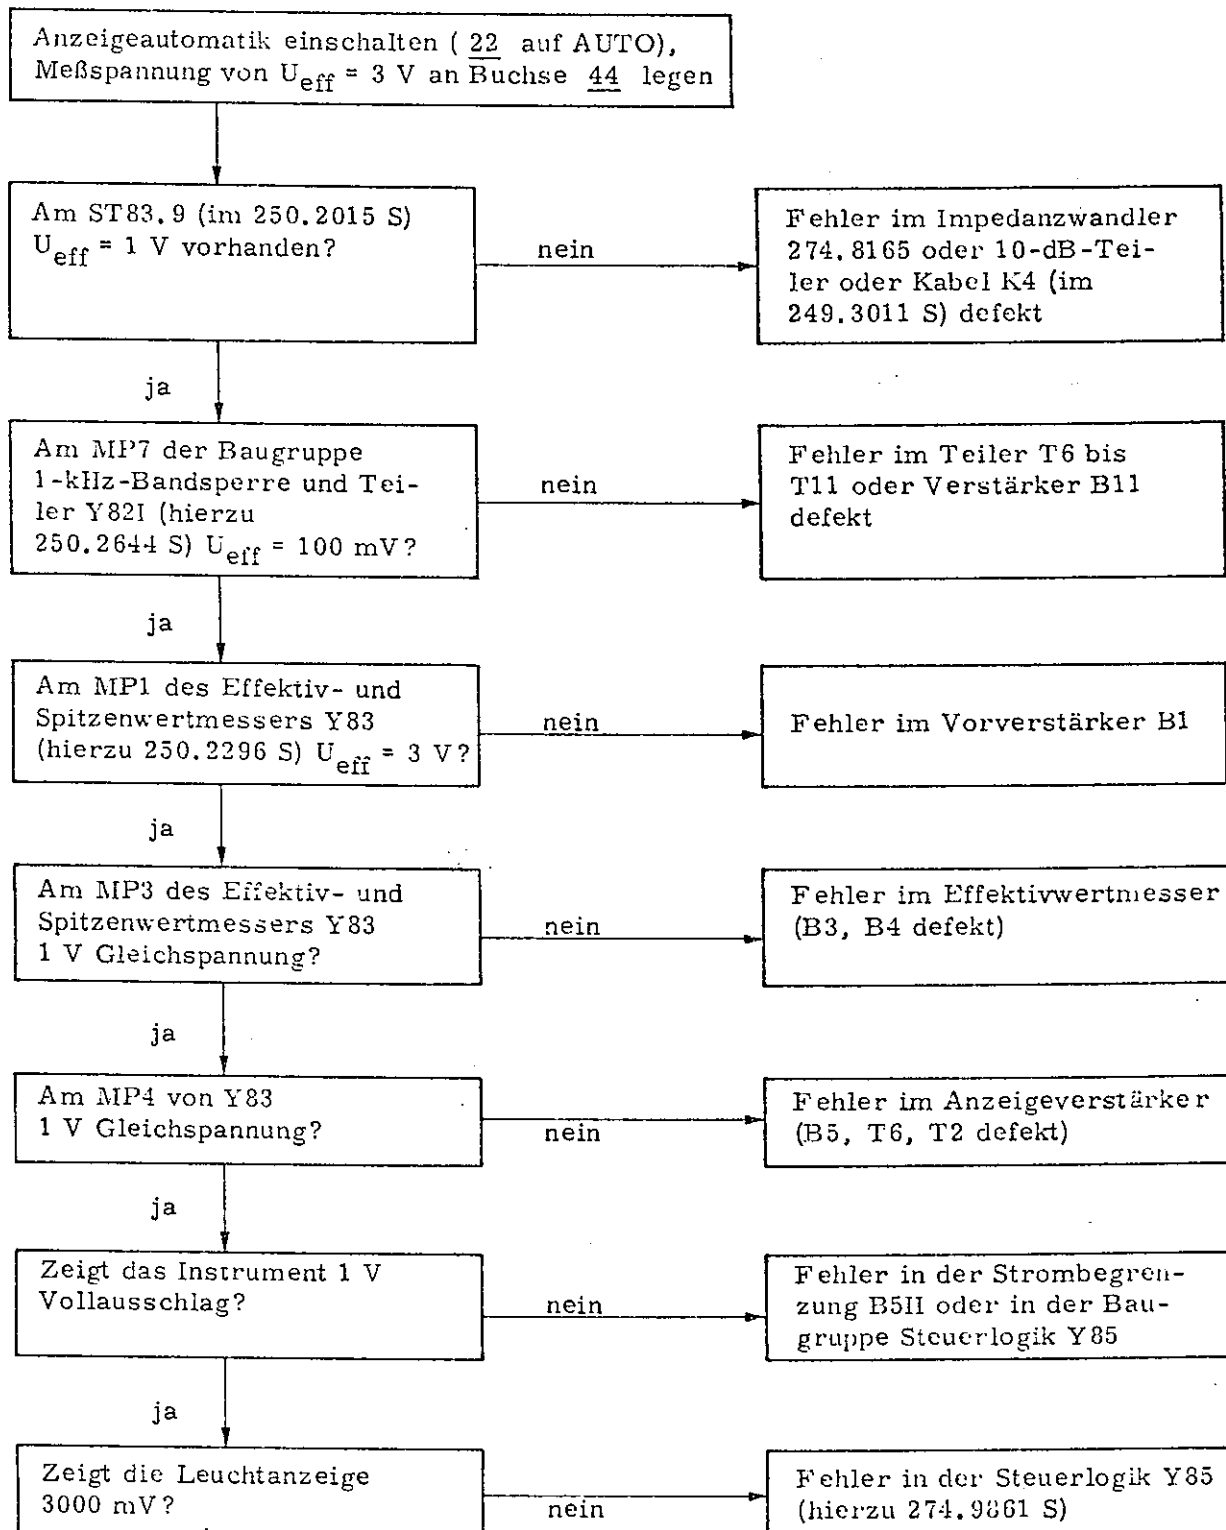 Anzeigeautomatik einschalten ( 22 auf AUTO),
Meßspannung von Ueff = 3 V an Buchse 44 legen
Am ST83.9 (im 250.2015 S)
Ueff = 1 V vorhanden?
nein
Fehler im Impedanzwandler
274.8165 oder 10-dB-Tei-
ler oder Kabel K4 (im
249.3011 S) defekt
ja
Am MP7 der Baugruppe
1-kHz-Bandsperre und Tei-
ler Y82I (hierzu
250.2644 S) Ueff = 100 mV?
nein
Fehler im Teiler T6 bis
T11 oder Verstärker B11
defekt
ja
Am MP1 des Effektiv- und
Spitzenwertmessers Y83
(hierzu 250.2296 S) Ueff = 3 V?
nein
Fehler im Vorverstärker B1
ja
Am MP3 des Effektiv- und
Spitzenwertmessers Y83
1 V Gleichspannung?
nein
Fehler im Effektivwertmesser
(B3, B4 defekt)
ja
Am MP4 von Y83
1 V Gleichspannung?
nein
Fehler im Anzeigeverstärker
(B5, T6, T2 defekt)
ja
Zeigt das Instrument 1 V
Vollausschlag?
nein
Fehler in der Strombegren-
zung B5II oder in der Bau-
gruppe Steuerlogik Y85
ja
Zeigt die Leuchtanzeige
3000 mV?
nein
Fehler in der Steuerlogik Y85
(hierzu 274.9861 S)